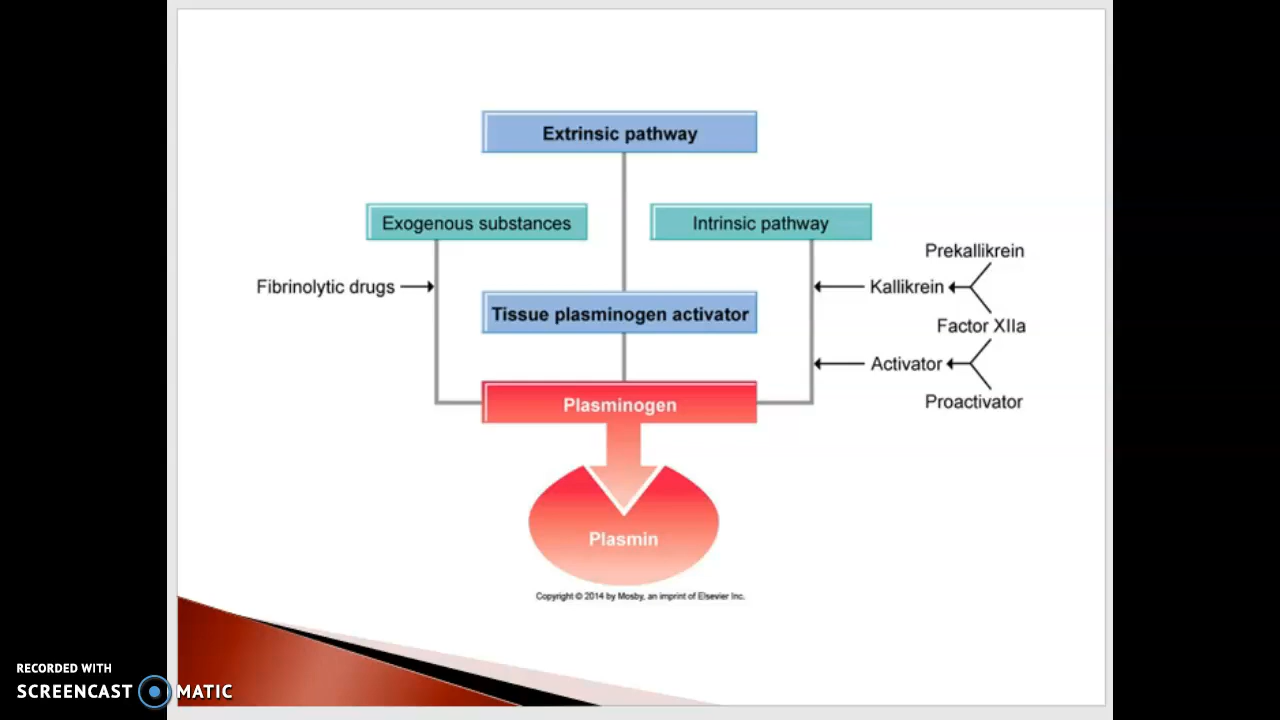 Extrinsic pathway
Exogenous substances
Intrinsic pathway
Prekallikrein
Fibrinolytic drugs
Kallikrein
Tissue plasminogen activator
Factor XIIa
Activator
Plasminogen
Proactivator
Plasmin
Copyright © 2014 by Mosby, an imprint of Elsevier Inc.
RECORDED WITH
SCREENCAST MATIC